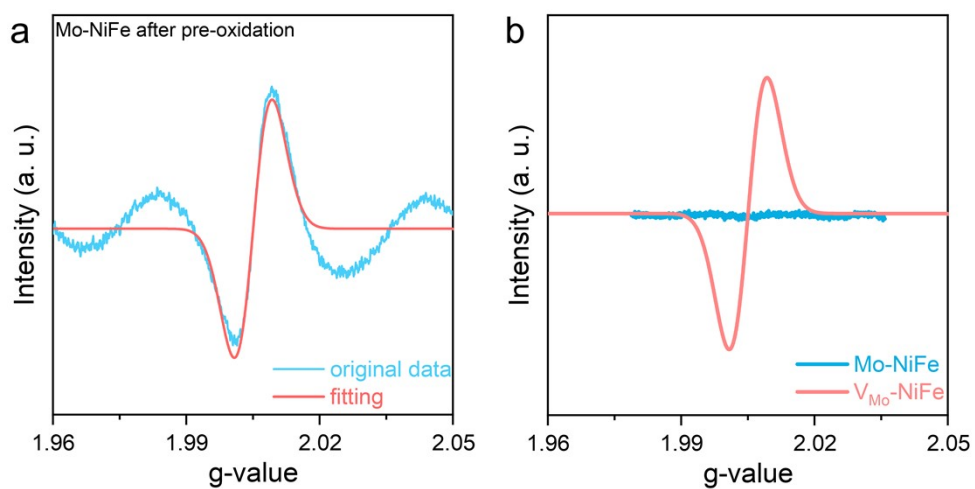 a
Mo-NiFe after pre-oxidation
Intensity (a. u.)
original data
fitting
1.96 1.99 2.02 2.05
g-value
b
Intensity (a. u.)
Mo-NiFe
V_Mo-NiFe
1.96 1.99 2.02 2.05
g-value